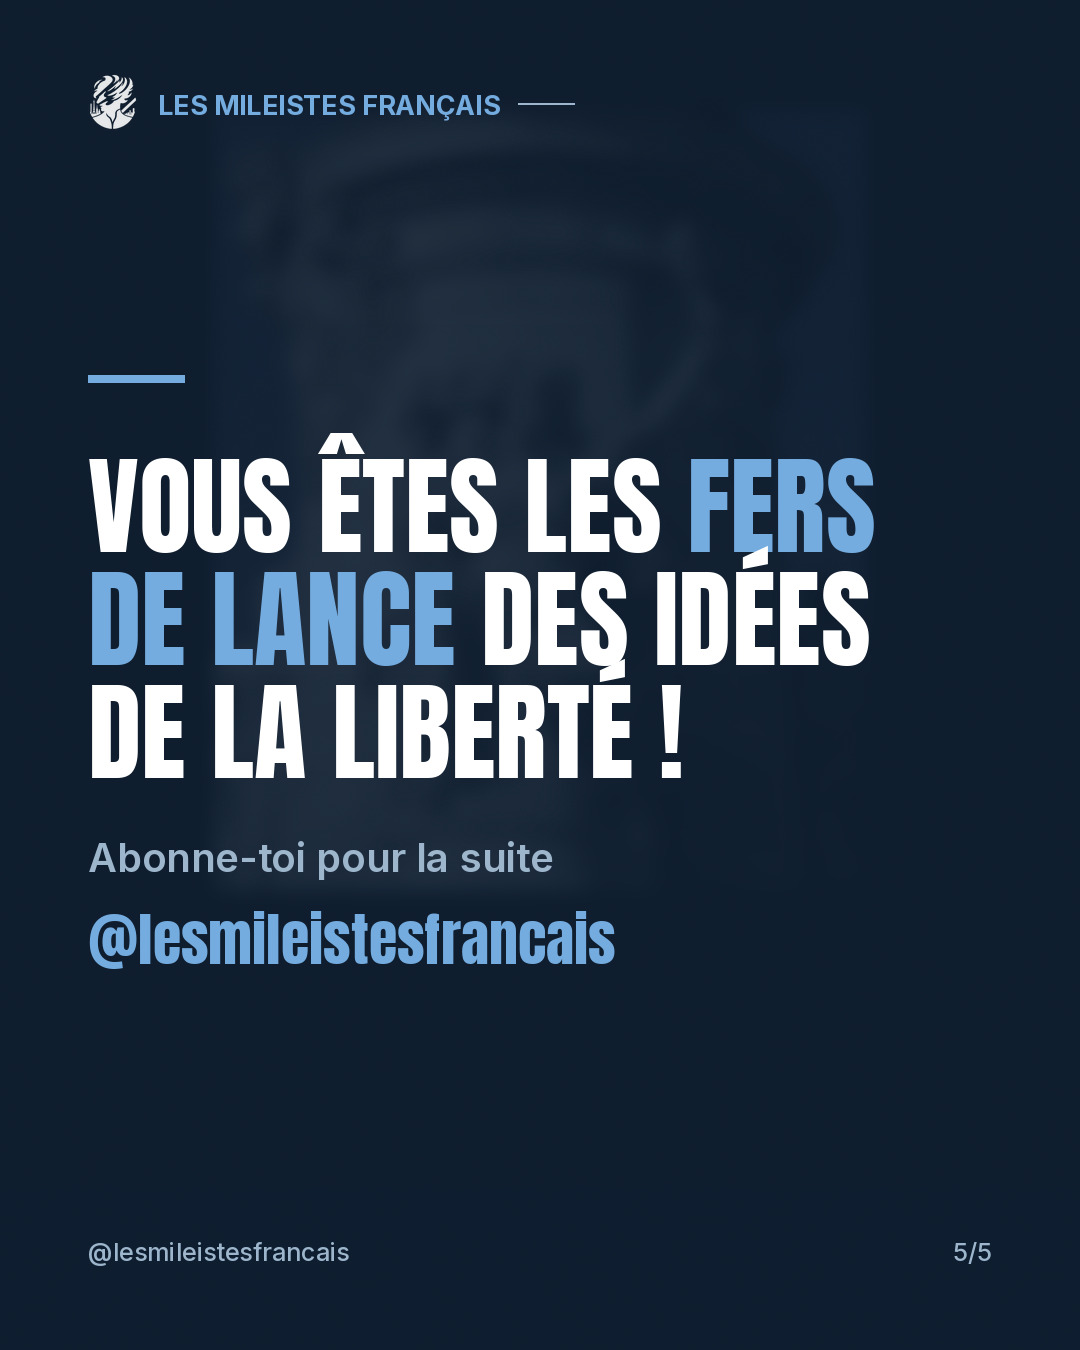 LES MILEISTES FRANÇAIS
VOUS ÊTES LES FERS
DE LANCE DES IDÉES
DE LA LIBERTÉ !
Abonne-toi pour la suite
@lesmileistesfrancais
@lesmileistesfrancais
5/5